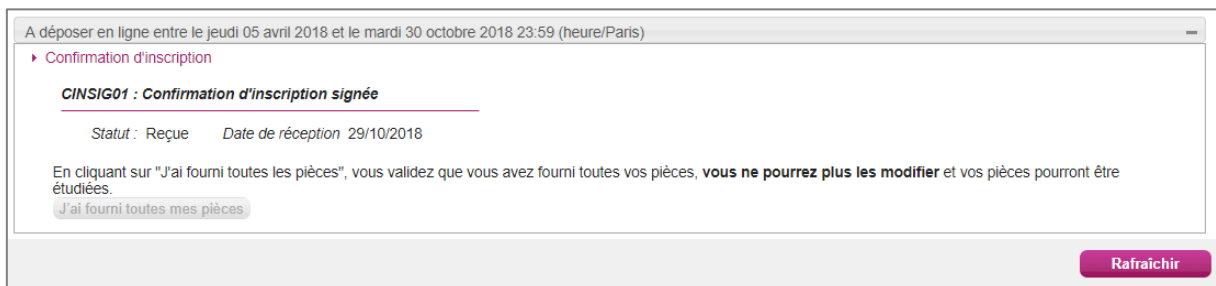 A déposer en ligne entre le jeudi 05 avril 2018 et le mardi 30 octobre 2018 23:59 (heure/Paris)
Confirmation d'inscription
CINSIG01 : Confirmation d'inscription signée
Statut : Reçue Date de réception 29/10/2018
En cliquant sur "J'ai fourni toutes les pièces", vous validez que vous avez fourni toutes vos pièces, vous ne pourrez plus les modifier et vos pièces pourront être
étudiées.
J'ai fourni toutes mes pièces
Rafraîchir